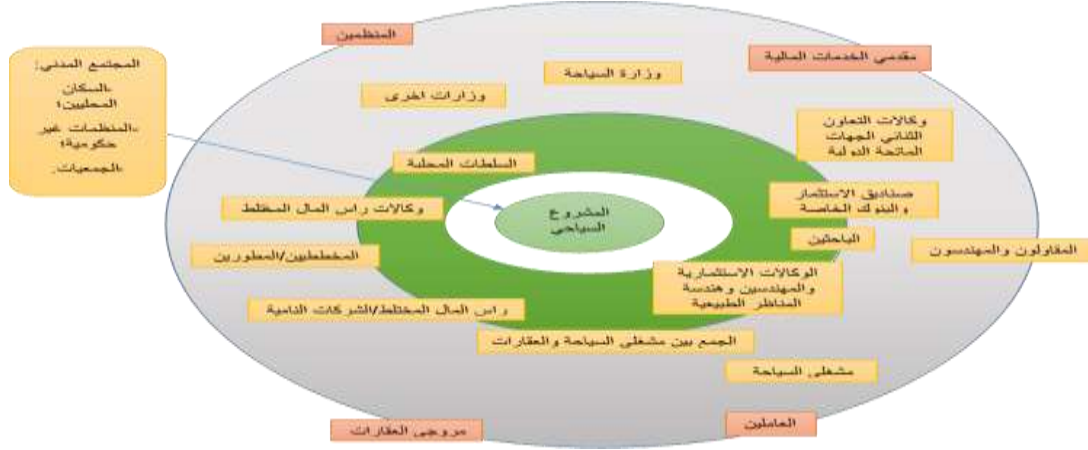 المنظمين
مقدمي الخدمات المالية
المجتمع المدني:
-السكان
المحليين؛
-المنظمات غير
حكومية؛
-الجمعيات.
وزارة السياحة
وزارات اخرى
وكالات التعاون
الثنائي الجهات
المانحة الدولية
السلطات المحلية
صناديق الاستثمار
والبنوك الخاصة
وكالات راس المال المختلط
المشروع
السياحي
الباحثين
المقاولون والمهندسون
المخططيين/المطورين
الوكالات الاستثمارية
والمهندسين وهندسة
المناظر الطبيعية
راس المال المختلط/الشركات النامية
الجمع بين مشغلي السياحة والعقارات
مشغلي السياحة
العاملين
مروجي العقارات